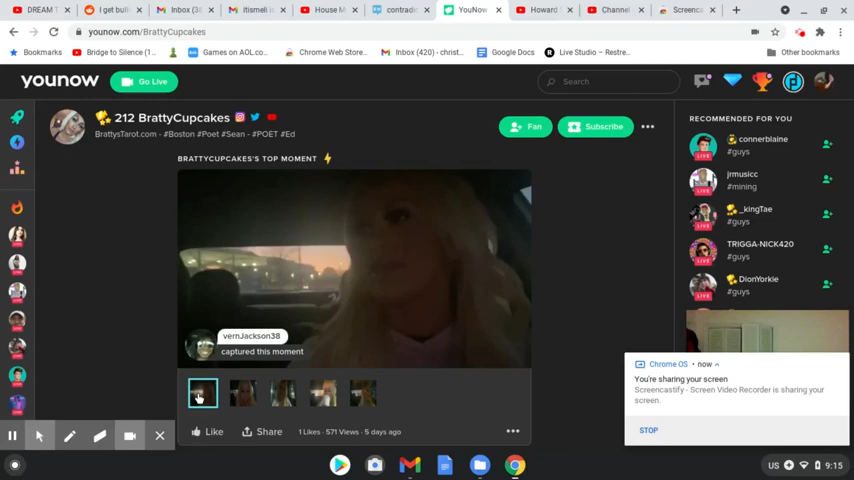 DREAM T
I get bull
Inbox (38
itismeli is
House M
contradic
YouNow
Howard S
Channel
Screenca
younow.com/BrattyCupcakes
Bookmarks
Bridge to Silence (1...
Games on AOL.co...
Chrome Web Store...
Inbox (420) - christ...
Google Docs
Live Studio – Restre...
Other bookmarks
younow
Go Live
Search
212 BrattyCupcakes
BrattysTarot.com - #Boston #Poet #Sean - #POET #Ed
Fan
Subscribe
BRATTYCUPCAKES'S TOP MOMENT
vernJackson38
captured this moment
Like
Share
1 Likes · 571 Views · 5 days ago
RECOMMENDED FOR YOU
connerblaine
#guys
LIVE
jrmusicc
#mining
LIVE
_kingTae
#guys
LIVE
TRIGGA-NICK420
#guys
LIVE
DionYorkie
#guys
LIVE
Chrome OS • now
You're sharing your screen
Screencastify - Screen Video Recorder is sharing your
screen.
STOP
US
9:15